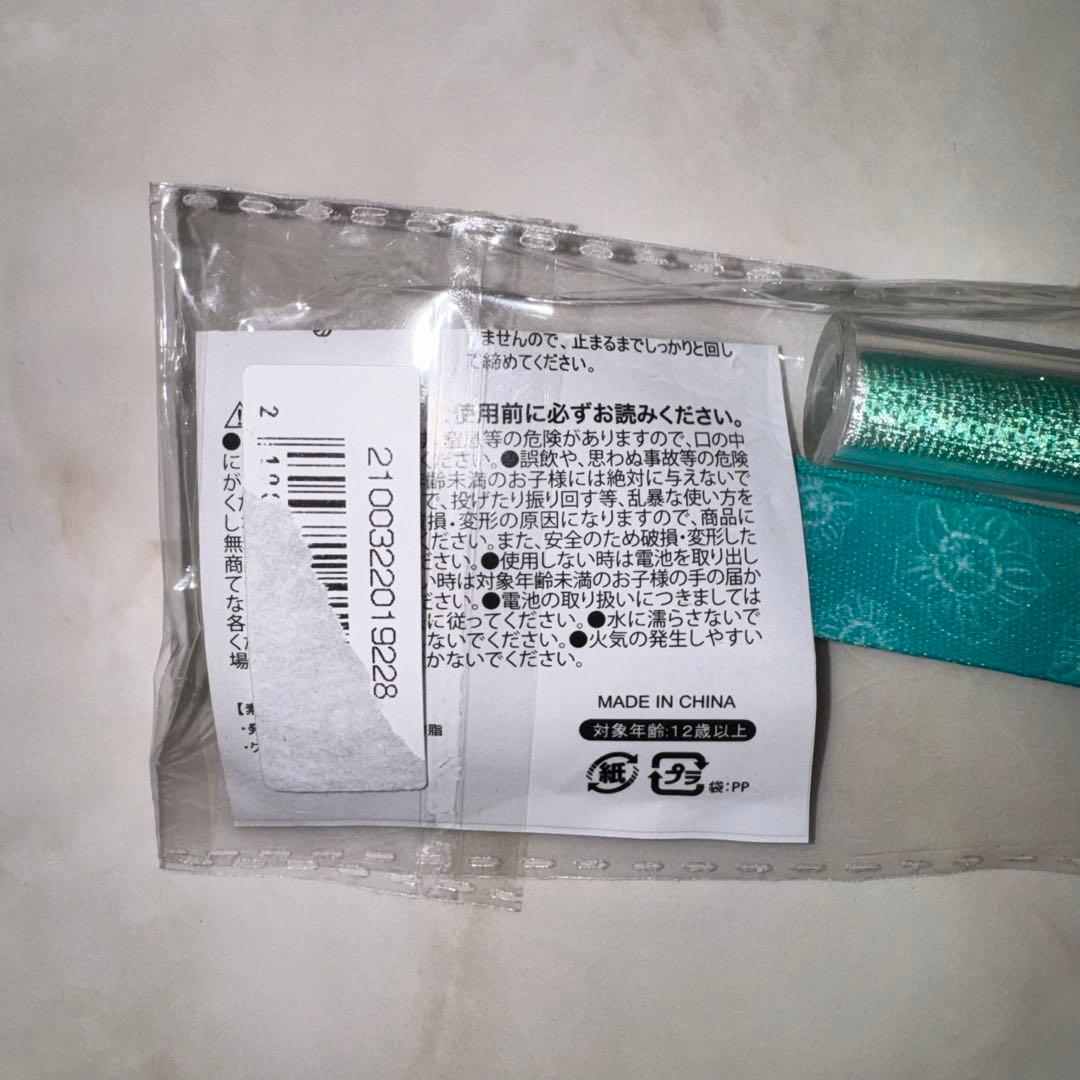 ませんので、止まるまでしっかりと回し
て締めてください。
使用前に必ずお読みください。
等の危険がありますので、口の中
ださい。●誤飲や、思わぬ事故等の危険
齢未満のお子様には絶対に与えないで
で、投げたり振り回す等、乱暴な使い方を
損・変形の原因になりますので、商品に
ください。また、安全のため破損・変形した
ださい。●使用しない時は電池を取り出し
い時は対象年齢未満のお子様の手の届か
ださい。●電池の取り扱いにつきましては
に従ってください。●水に濡らさないで
ないでください。●火気の発生しやすい
かないでください。
脂
MADE IN CHINA
対象年齢:12歳以上
紙
プラ
袋:PP
2100322019228